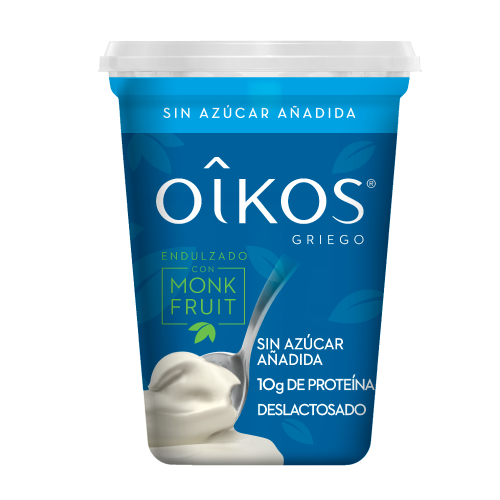 SIN AZÚCAR AÑADIDA
OÎKOS®
GRIEGO
ENDULZADO
CON
MONK
FRUIT
SIN AZÚCAR
AÑADIDA
10g DE PROTEÍNA
DESLACTOSADO